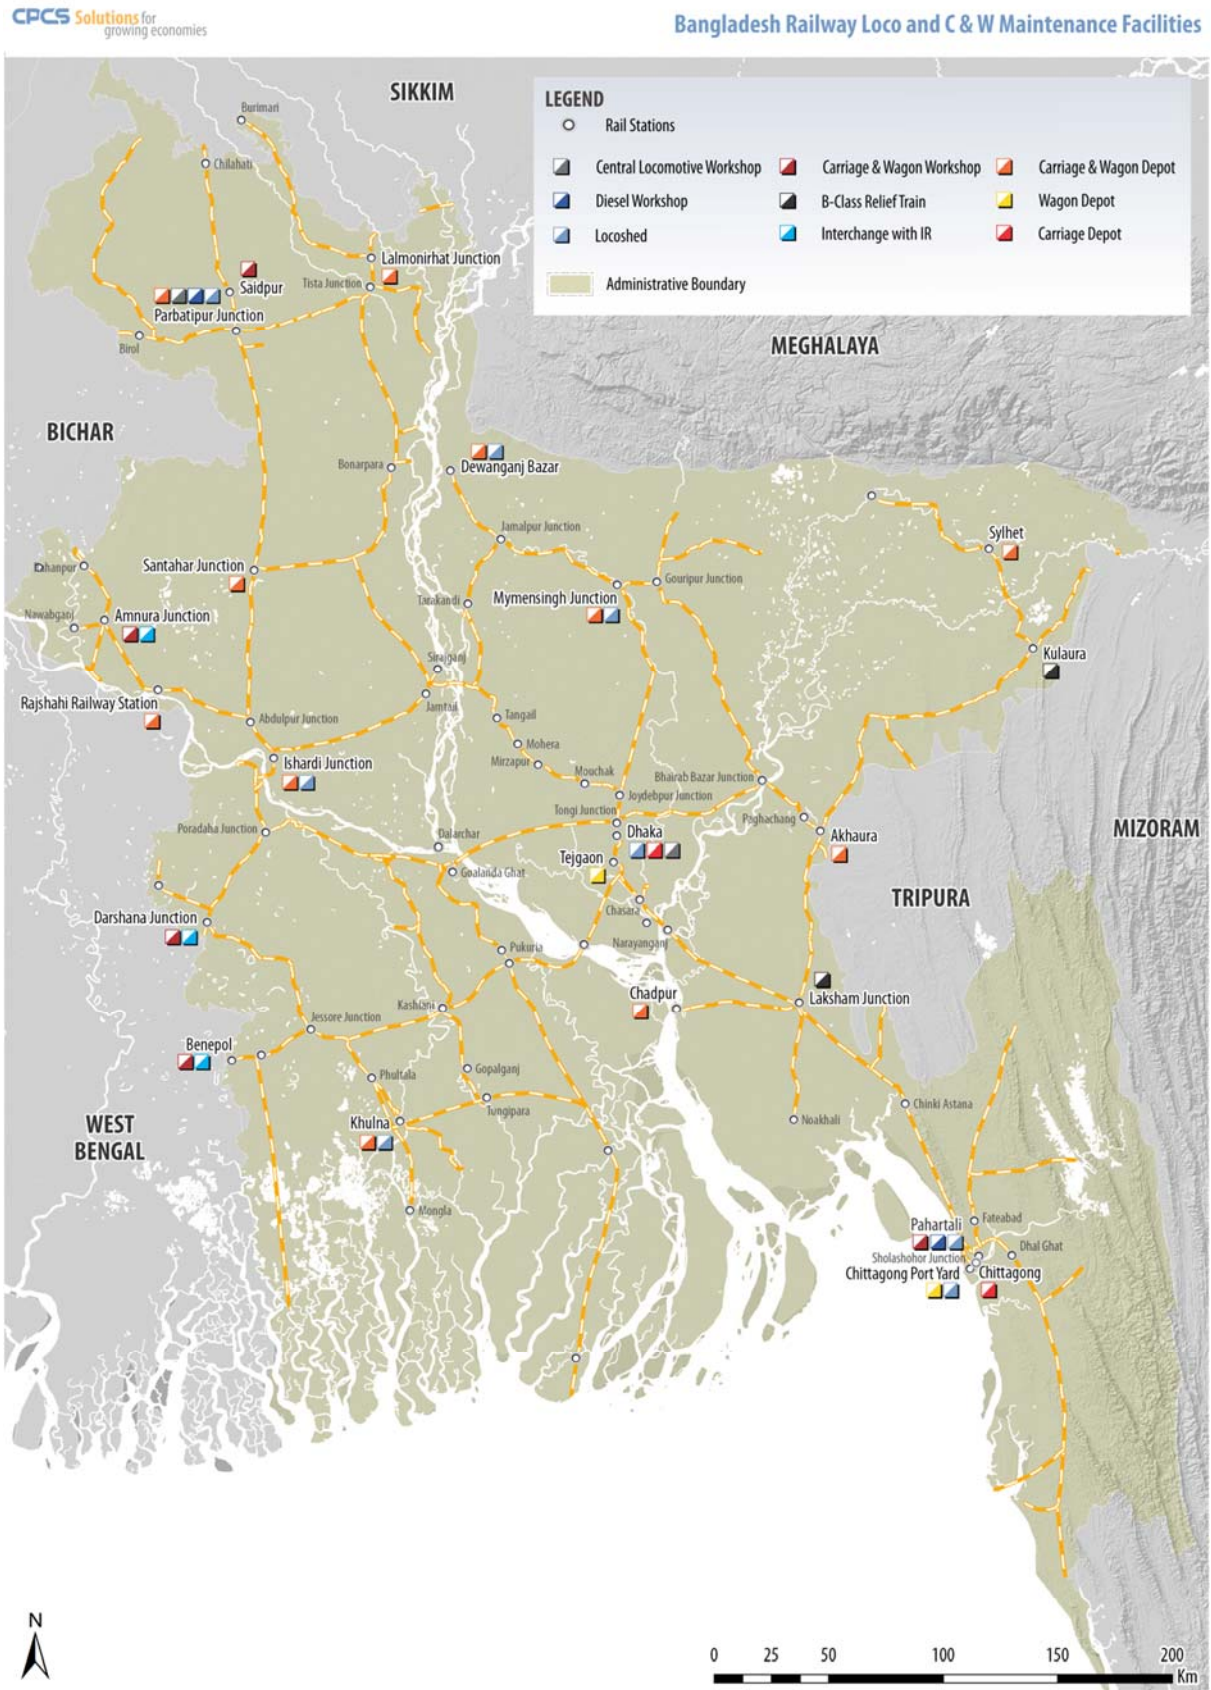 CPCS Solutions for
growing economies
Bangladesh Railway Loco and C & W Maintenance Facilities
SIKKIM
LEGEND
Rail Stations
Central Locomotive Workshop
Carriage & Wagon Workshop
Carriage & Wagon Depot
Diesel Workshop
B-Class Relief Train
Wagon Depot
Locoshed
Interchange with IR
Carriage Depot
Administrative Boundary
Burimari
Chilahati
Lalmonirhat Junction
Saidpur
Tista Junction
Parbatipur Junction
Birol
MEGHALAYA
BICHAR
Bonarpara
Dewanganj Bazar
Jamalpur Junction
Sylhet
Santahar Junction
Gouripur Junction
Mymensingh Junction
Tarakandi
Nawabganj
Amnura Junction
Kulaura
Sirajganj
Rajshahi Railway Station
Jamtail
Abdulpur Junction
Tangail
Mohera
Mirzapur
Ishardi Junction
Mouchak
Bhairab Bazar Junction
Joydebpur Junction
Tongi Junction
Paghachang
Poradaha Junction
Dalarchar
Dhaka
Akhaura
MIZORAM
Tejgaon
Goalanda Ghat
TRIPURA
Chasara
Darshana Junction
Narayanganj
Pukuria
Chadpur
Laksham Junction
Kashiani
Jessore Junction
Benepol
Phultala
Gopalganj
Tungipara
Chinki Astana
Noakhali
WEST
BENGAL
Khulna
Mongla
Pahartali
Fateabad
Sholashohor Junction
Dhal Ghat
Chittagong Port Yard
Chittagong
N
0 25 50 100 150 200
Km